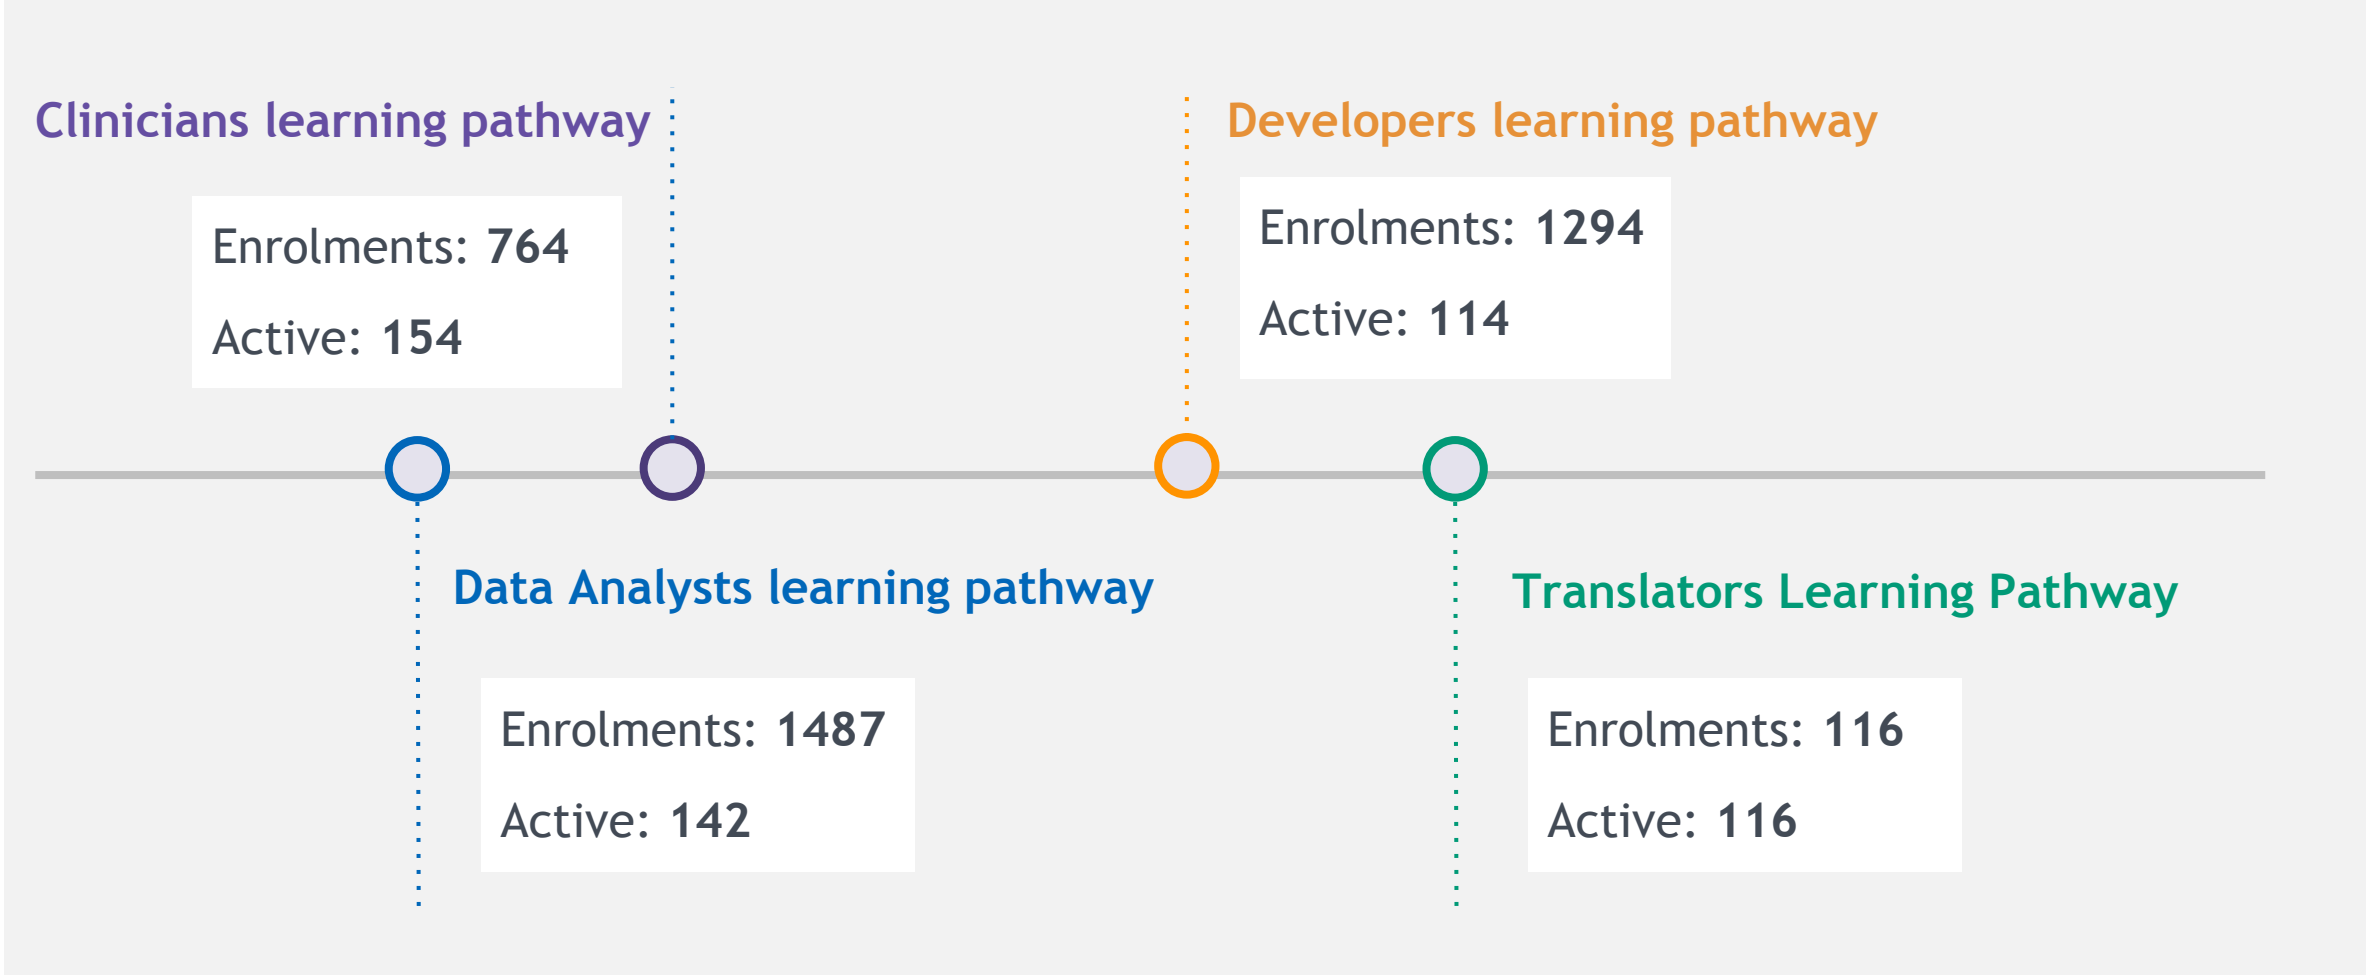 Clinicians learning pathway
Enrolments: 764
Active: 154
Developers learning pathway
Enrolments: 1294
Active: 114
Data Analysts learning pathway
Enrolments: 1487
Active: 142
Translators Learning Pathway
Enrolments: 116
Active: 116